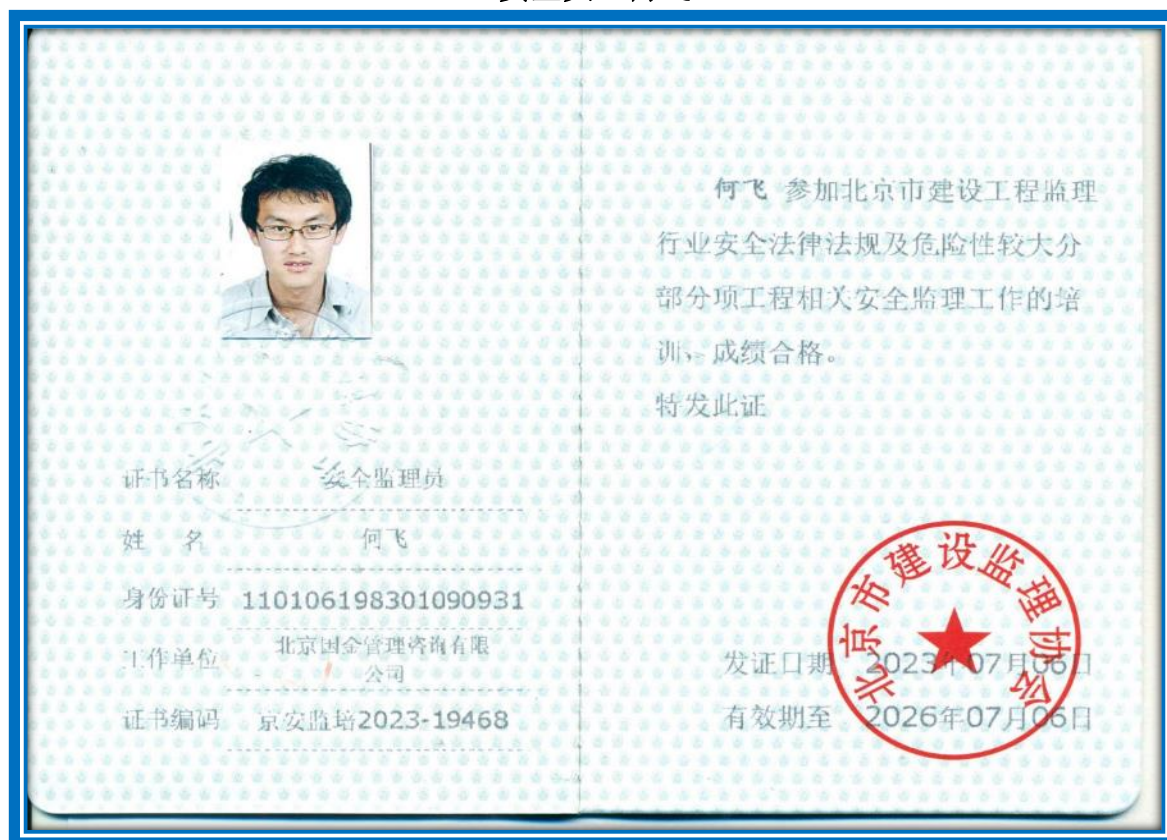 证书名称 安全监理员
姓 名 何飞
身份证号 110106198301090931
工作单位 北京国金管理咨询有限
公司
证书编码 京安监培2023-19468
何飞 参加北京市建设工程监理
行业安全法律法规及危险性较大分
部分项工程相关安全监理工作的培
训、成绩合格。
特发此证
北京市建设监理协会
发证日期 2023年07月06日
有效期至 2026年07月06日